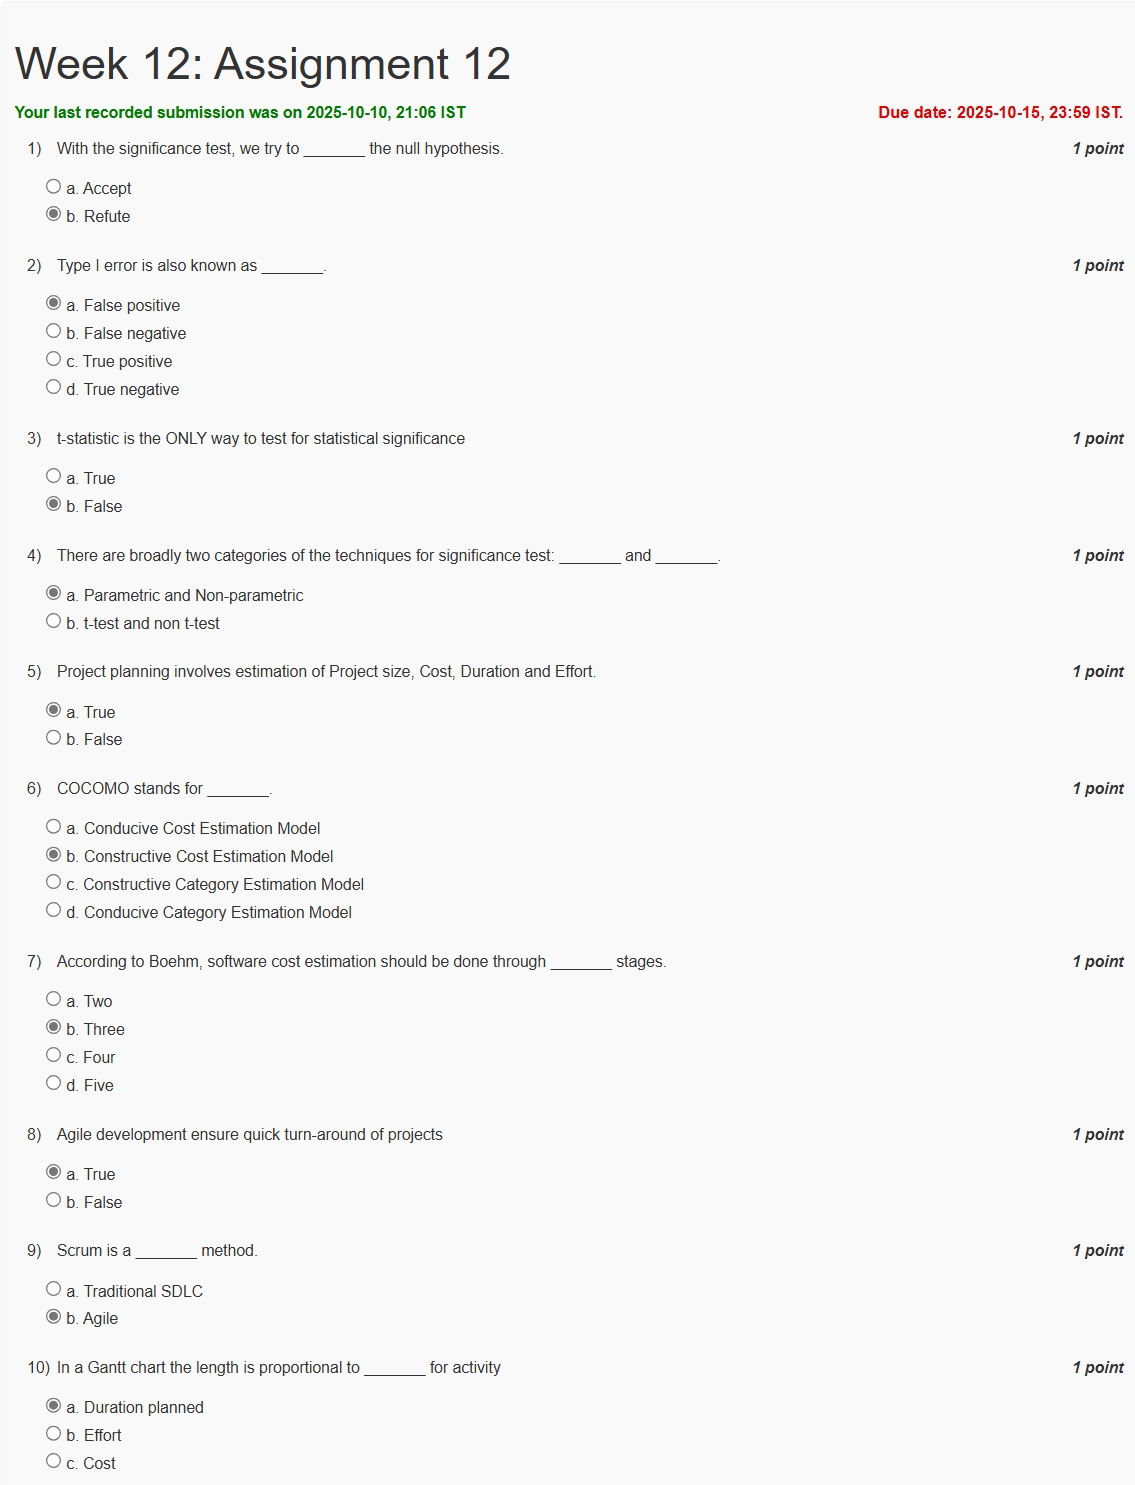 Week 12: Assignment 12
Your last recorded submission was on 2025-10-10, 21:06 IST Due date: 2025-10-15, 23:59 IST.
1) With the significance test, we try to _______ the null hypothesis. 1 point
a. Accept
b. Refute
2) Type I error is also known as _______. 1 point
a. False positive
b. False negative
c. True positive
d. True negative
3) t-statistic is the ONLY way to test for statistical significance 1 point
a. True
b. False
4) There are broadly two categories of the techniques for significance test: _______ and _______. 1 point
a. Parametric and Non-parametric
b. t-test and non t-test
5) Project planning involves estimation of Project size, Cost, Duration and Effort. 1 point
a. True
b. False
6) COCOMO stands for _______. 1 point
a. Conducive Cost Estimation Model
b. Constructive Cost Estimation Model
c. Constructive Category Estimation Model
d. Conducive Category Estimation Model
7) According to Boehm, software cost estimation should be done through _______ stages. 1 point
a. Two
b. Three
c. Four
d. Five
8) Agile development ensure quick turn-around of projects 1 point
a. True
b. False
9) Scrum is a _______ method. 1 point
a. Traditional SDLC
b. Agile
10) In a Gantt chart the length is proportional to _______ for activity 1 point
a. Duration planned
b. Effort
c. Cost